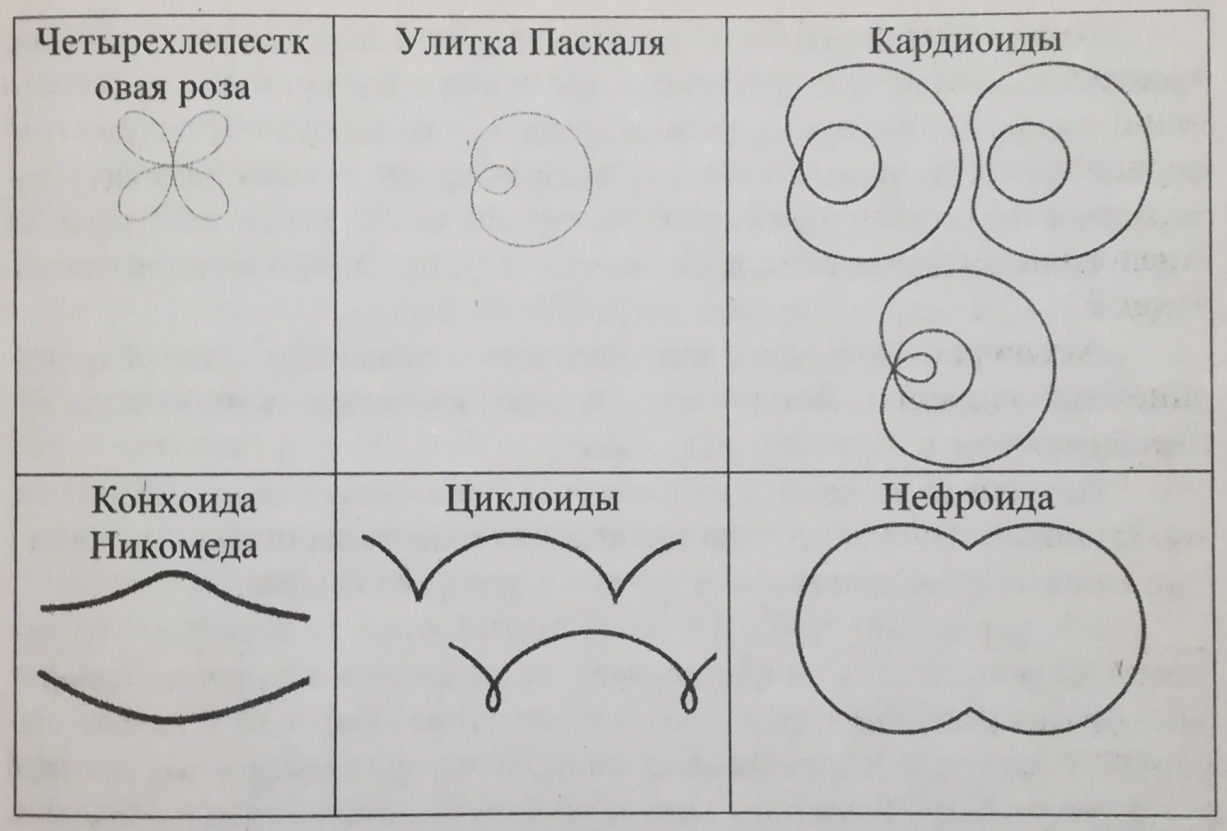 Четырехлепестк
овая роза
Улитка Паскаля
Кардиоиды
Конхоида
Никомеда
Циклоиды
Нефроида